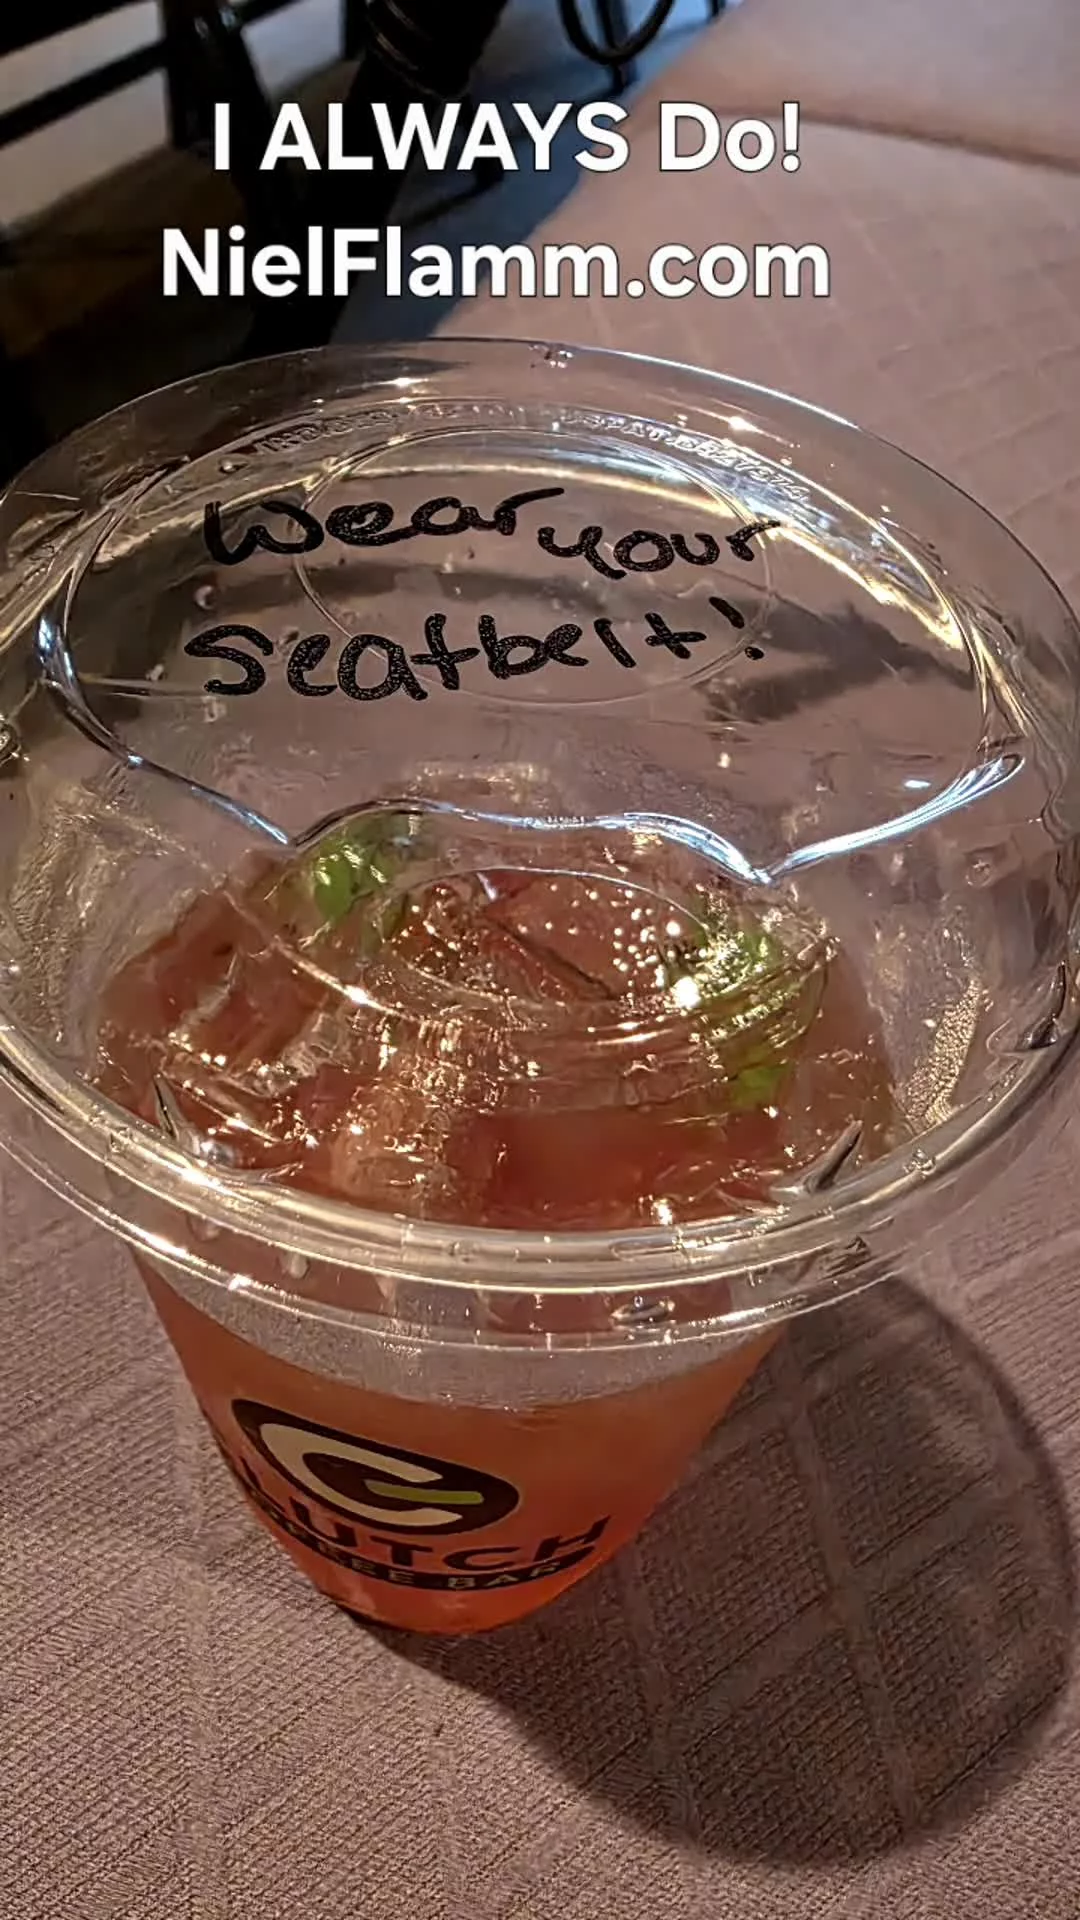 I ALWAYS Do!
NielFlamm.com
Wear your
Seatbelt!
CLUTCH
COFFEE BAR